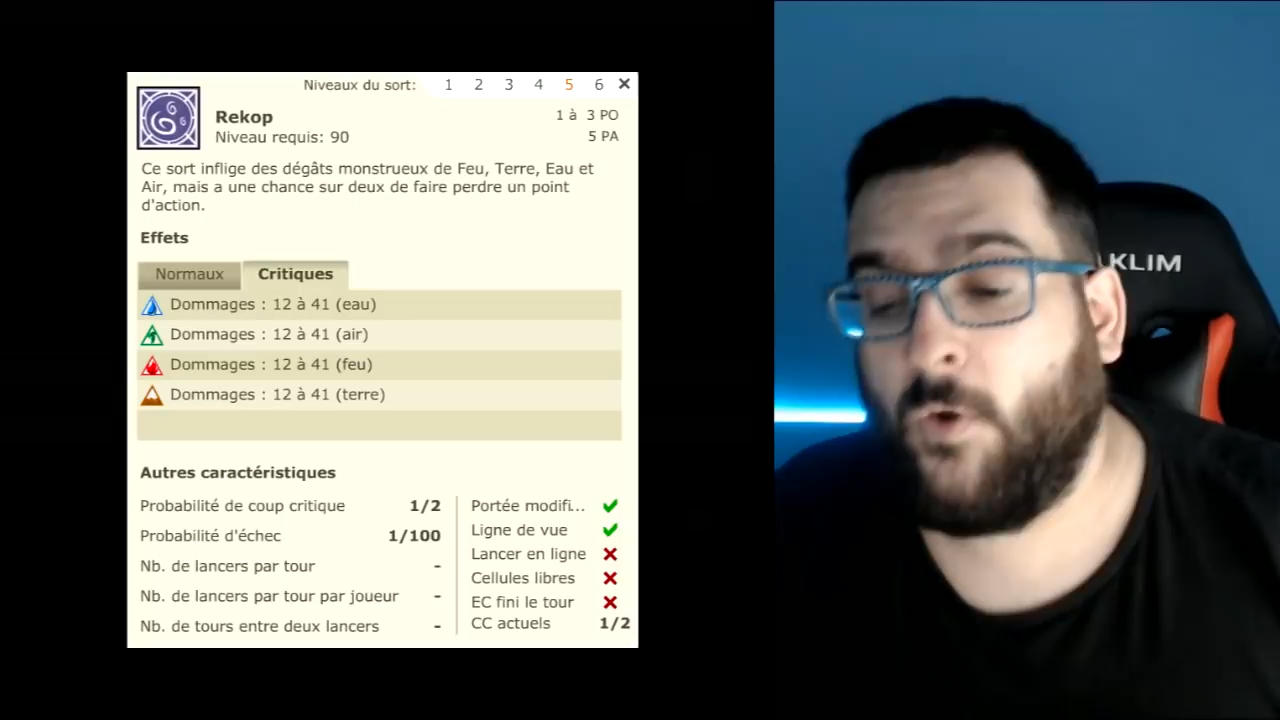 Niveaux du sort: 1 2 3 4 5 6 ✕
Rekop 1 à 3 PO
Niveau requis: 90 5 PA
Ce sort inflige des dégâts monstrueux de Feu, Terre, Eau et
Air, mais a une chance sur deux de faire perdre un point
d'action.
Effets
Normaux Critiques
Dommages : 12 à 41 (eau)
Dommages : 12 à 41 (air)
Dommages : 12 à 41 (feu)
Dommages : 12 à 41 (terre)
Autres caractéristiques
Probabilité de coup critique 1/2
Probabilité d'échec 1/100
Nb. de lancers par tour -
Nb. de lancers par tour par joueur -
Nb. de tours entre deux lancers -
Portée modifi...
Ligne de vue
Lancer en ligne
Cellules libres
EC fini le tour
CC actuels 1/2
KLIM